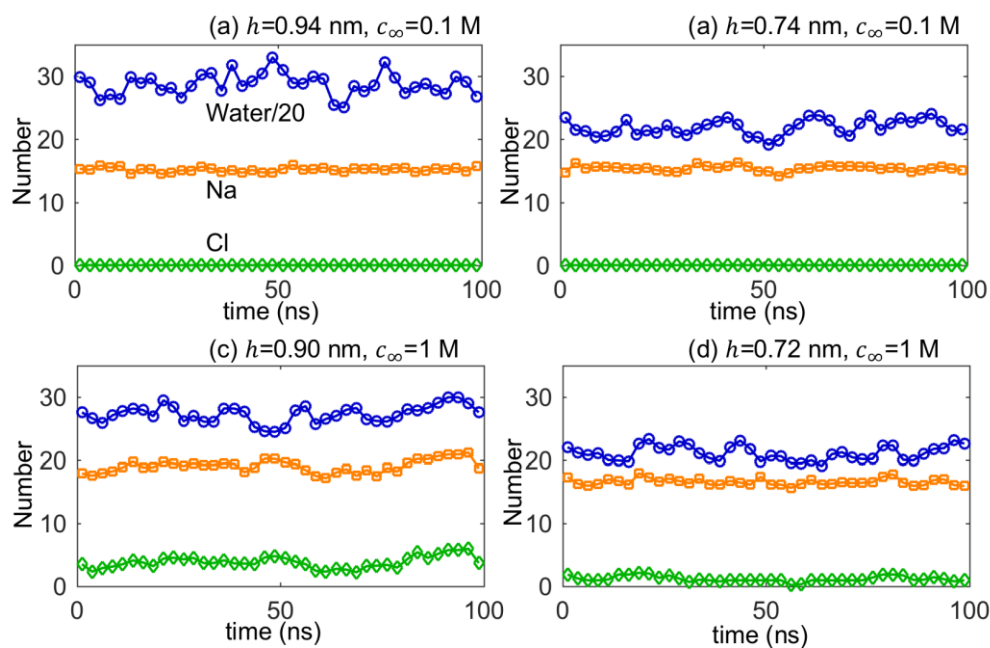 (a) h=0.94 nm, c∞=0.1 M
Number
30
20
10
0
Water/20
Na
Cl
0
50
100
time (ns)
(a) h=0.74 nm, c∞=0.1 M
Number
30
20
10
0
0
50
100
time (ns)
(c) h=0.90 nm, c∞=1 M
Number
30
20
10
0
0
50
100
time (ns)
(d) h=0.72 nm, c∞=1 M
Number
30
20
10
0
0
50
100
time (ns)